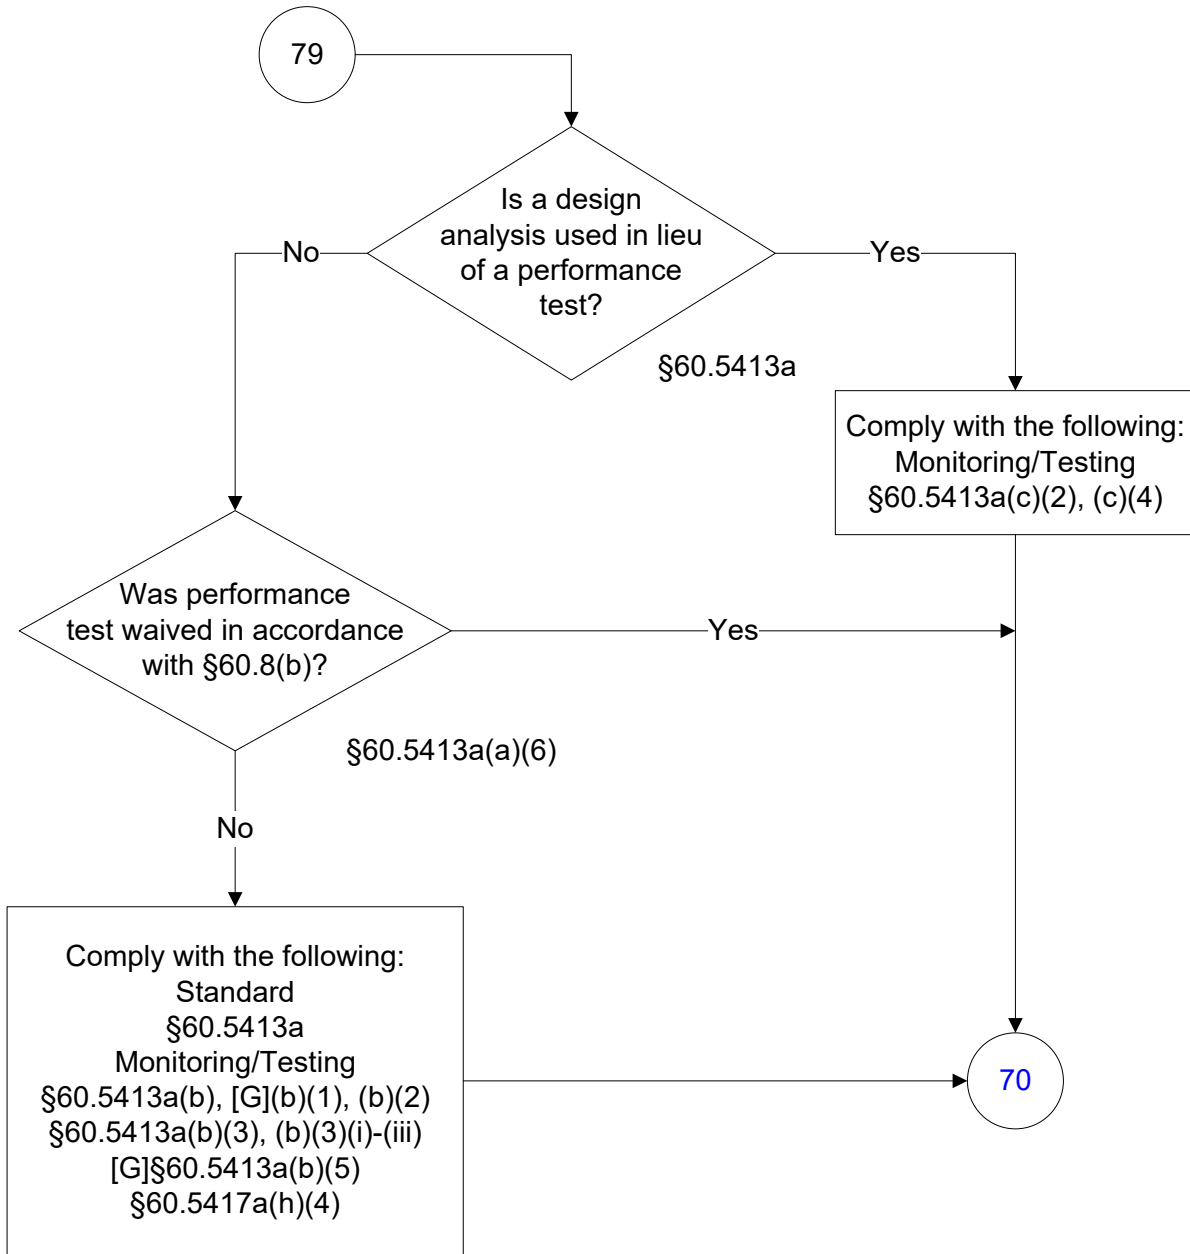 79
Is a design
analysis used in lieu
of a performance
test?
No
Yes
§60.5413a
Comply with the following:
Monitoring/Testing
§60.5413a(c)(2), (c)(4)
Was performance
test waived in accordance
with §60.8(b)?
Yes
§60.5413a(a)(6)
No
Comply with the following:
Standard
§60.5413a
Monitoring/Testing
§60.5413a(b), [G](b)(1), (b)(2)
§60.5413a(b)(3), (b)(3)(i)-(iii)
[G]§60.5413a(b)(5)
§60.5417a(h)(4)
70